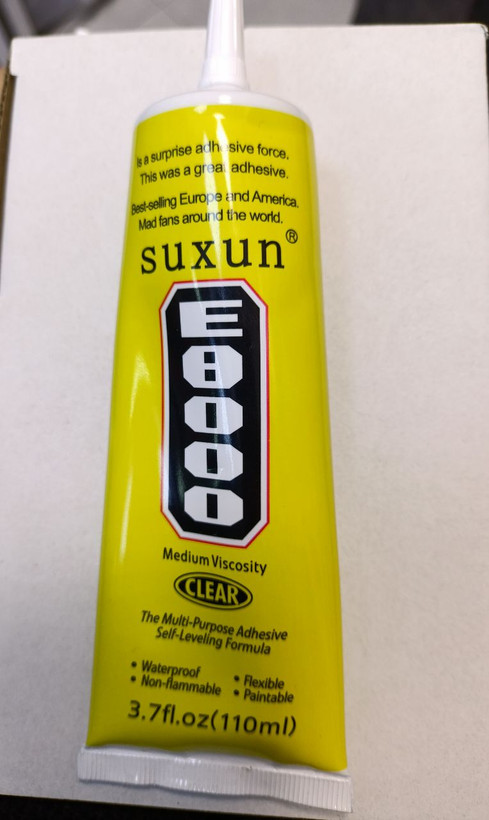 Is a surprise adhesive force.
This was a great adhesive.
Best-selling Europe and America.
Mad fans around the world.
suxun®
E8000
Medium Viscosity
CLEAR
The Multi-Purpose Adhesive
Self-Leveling Formula
• Waterproof • Flexible
• Non-flammable • Paintable
3.7fl.oz(110ml)